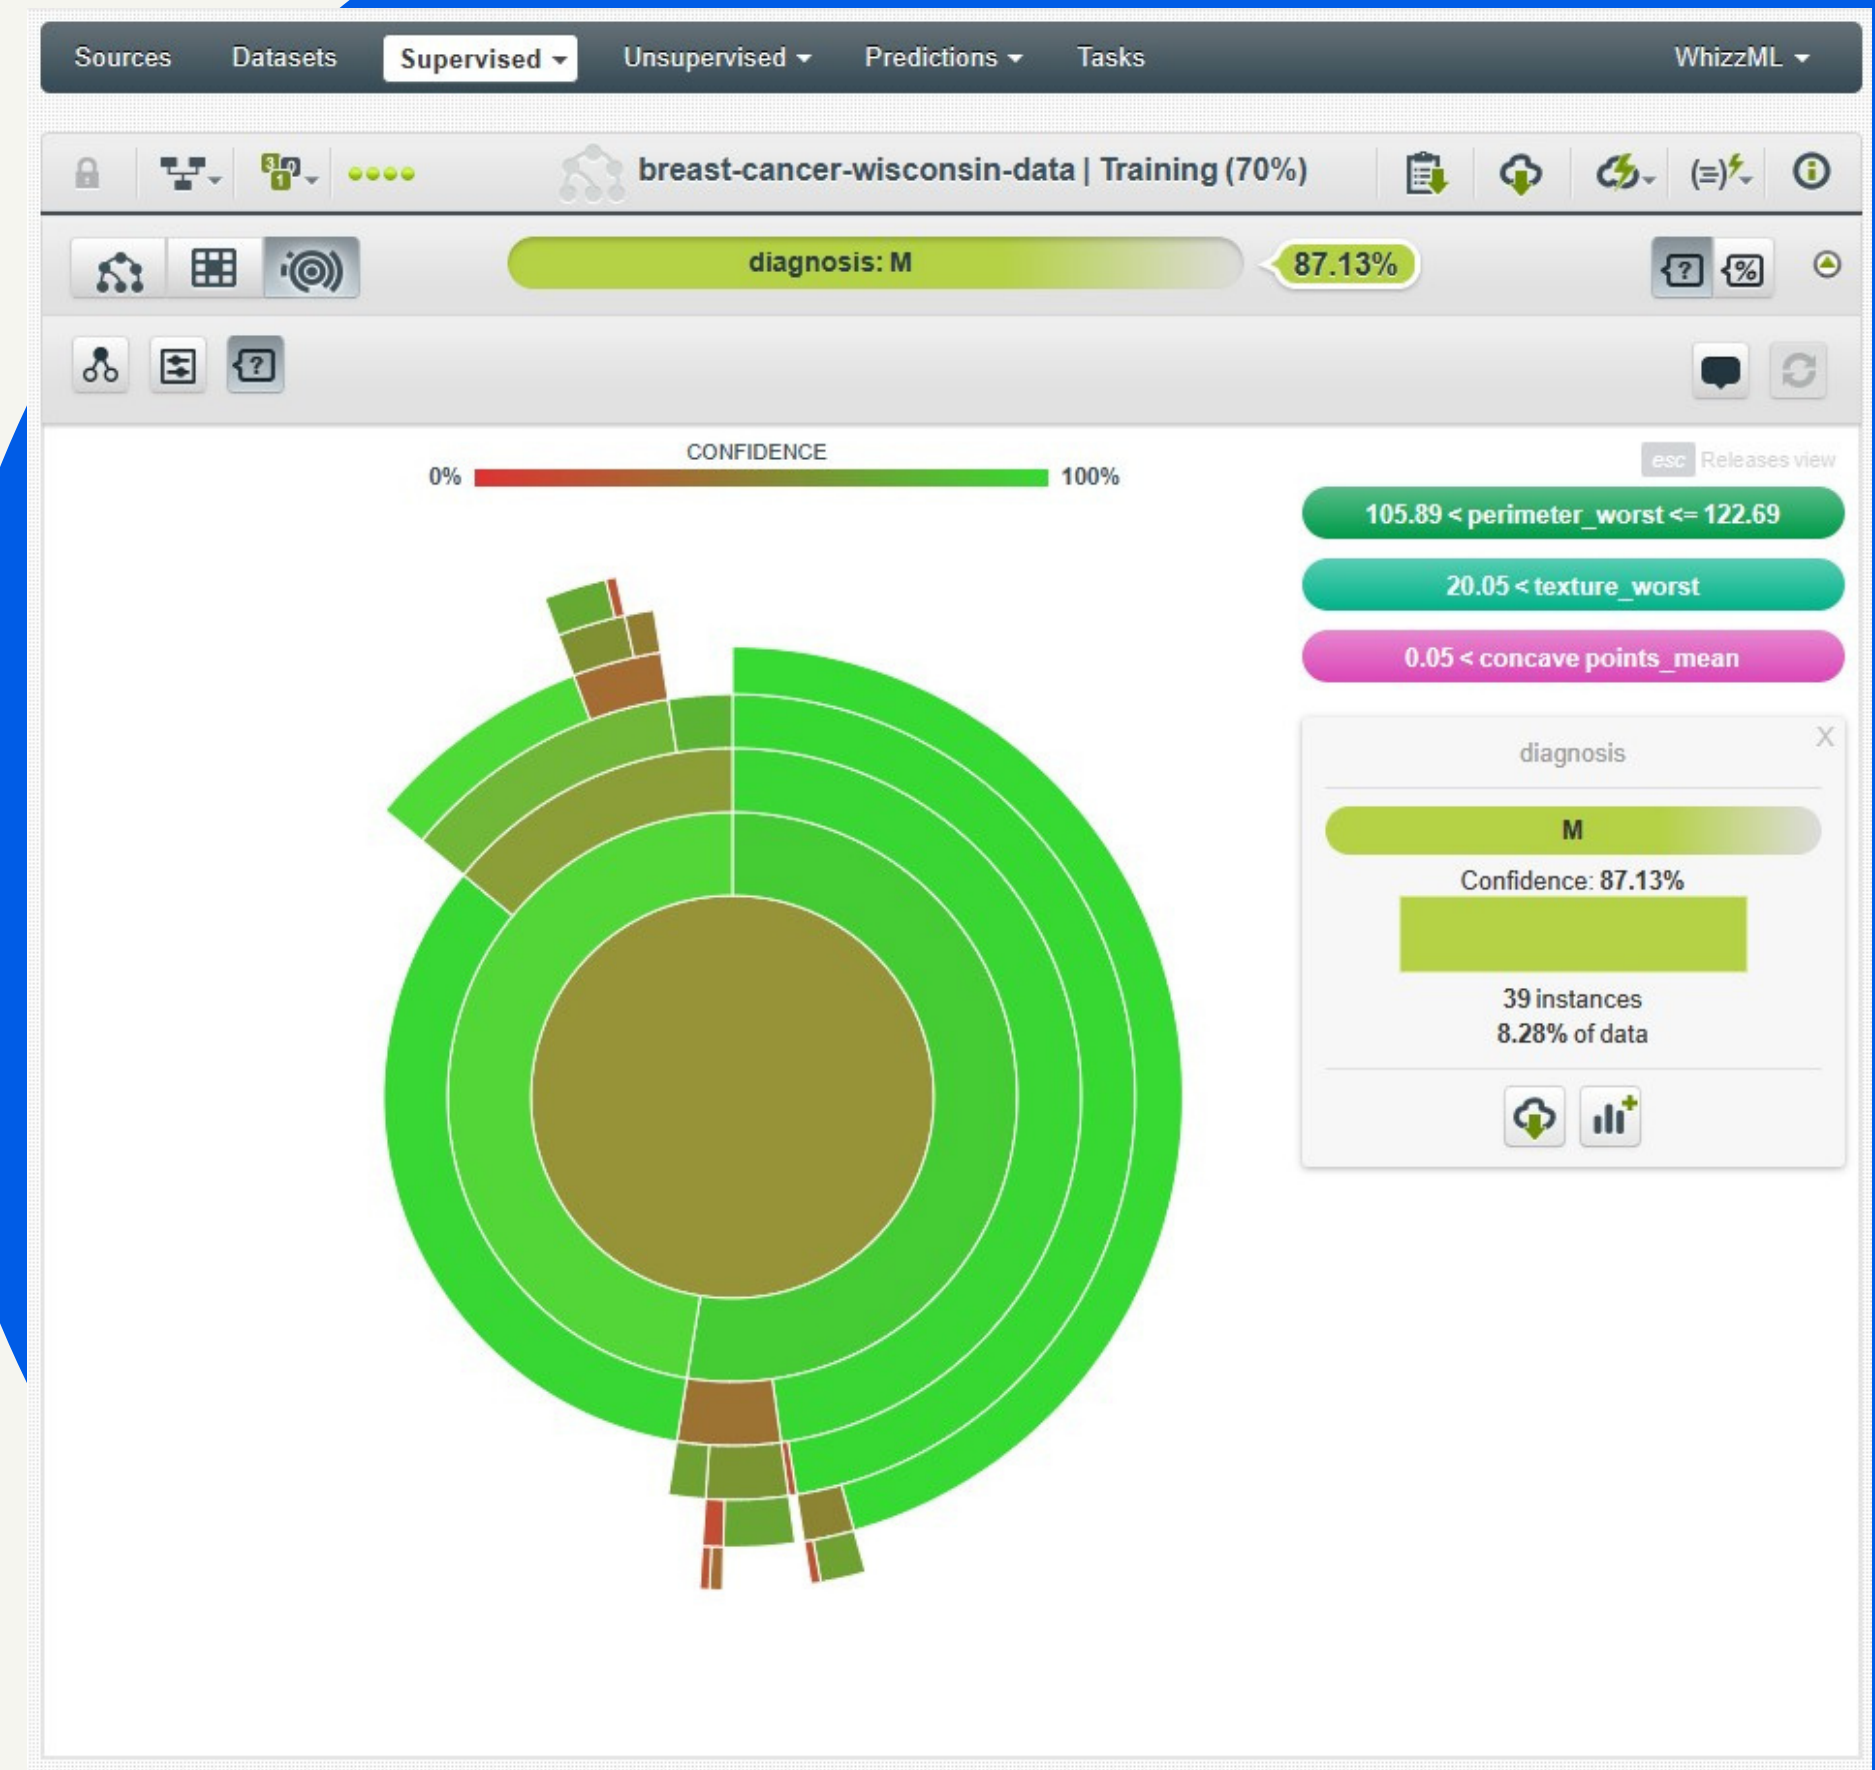 Sources Datasets Supervised Unsupervised Predictions Tasks WhizzML
breast-cancer-wisconsin-data | Training (70%)
diagnosis: M 87.13%
CONFIDENCE
0% 100%
esc Releases view
105.89 < perimeter_worst <= 122.69
20.05 < texture_worst
0.05 < concave points_mean
X
diagnosis
M
Confidence: 87.13%
39 instances
8.28% of data